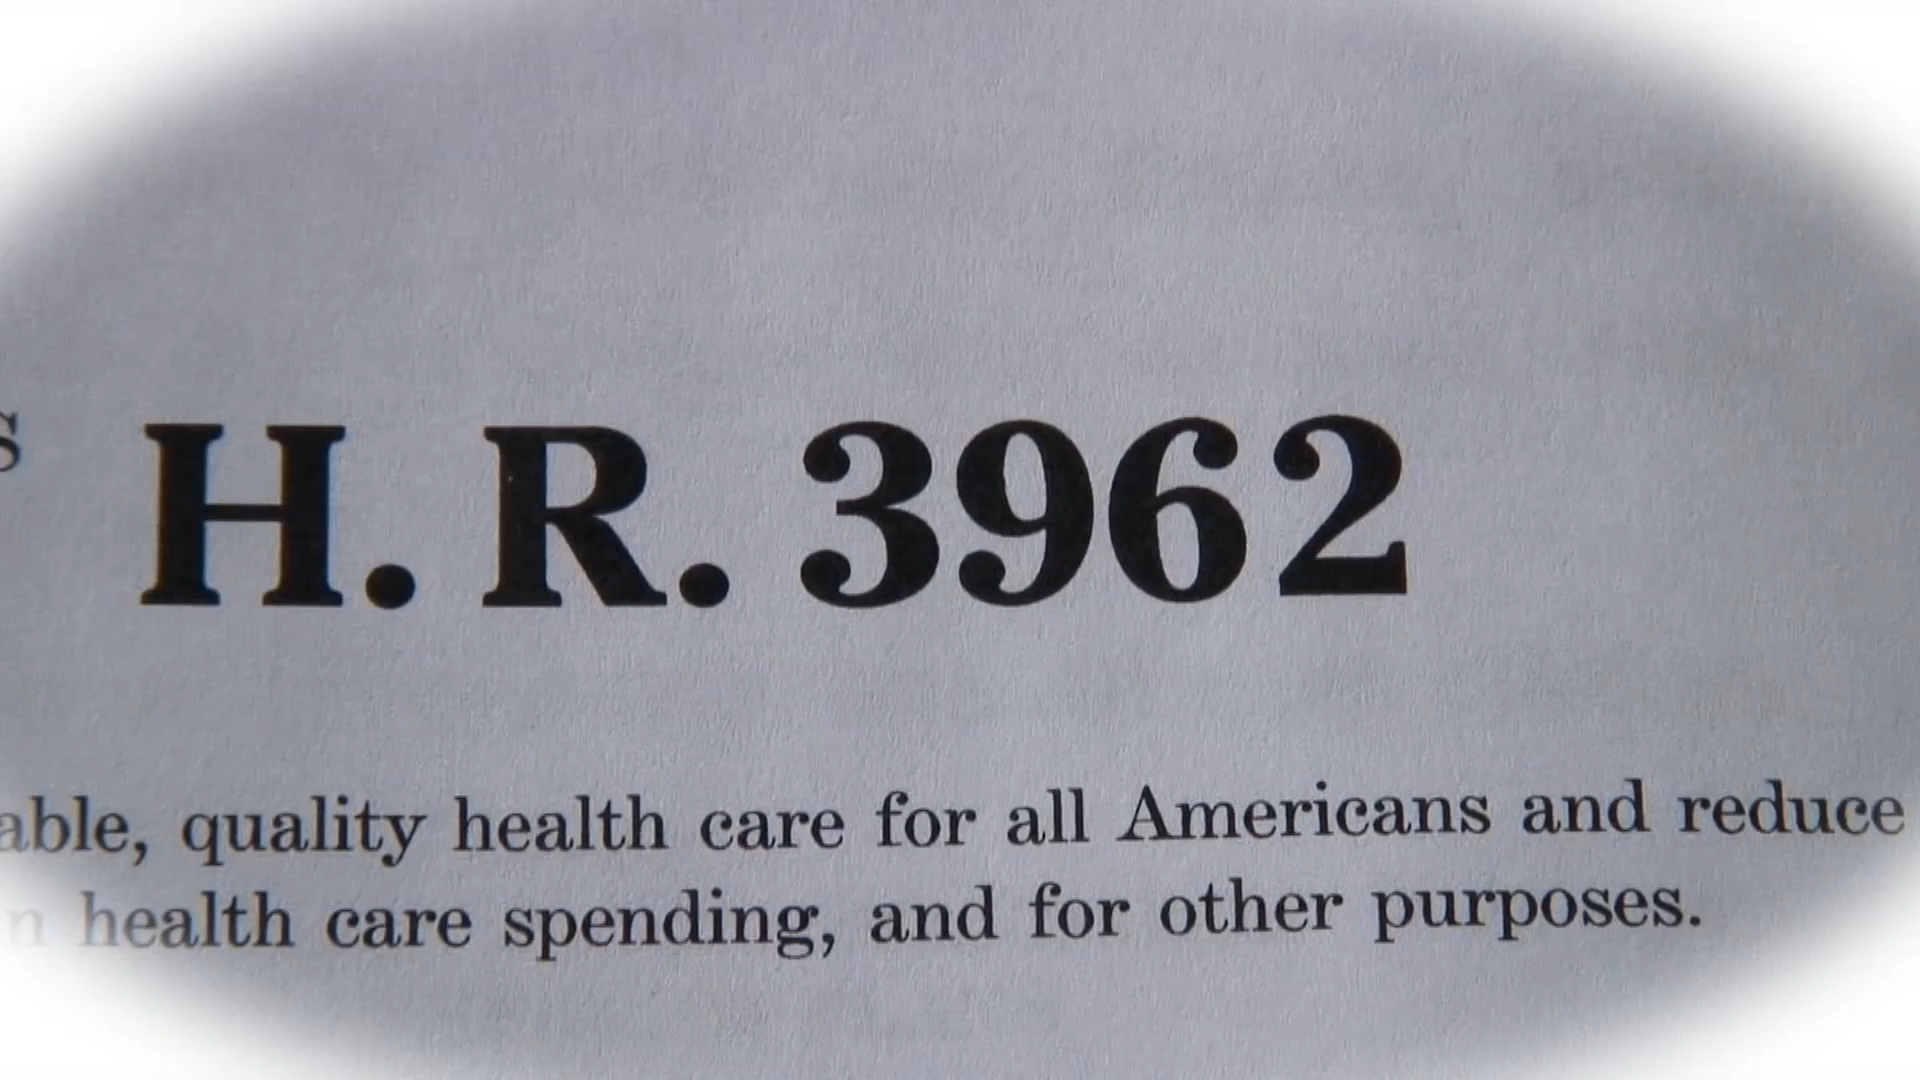 S H. R. 3962
able, quality health care for all Americans and reduce
n health care spending, and for other purposes.